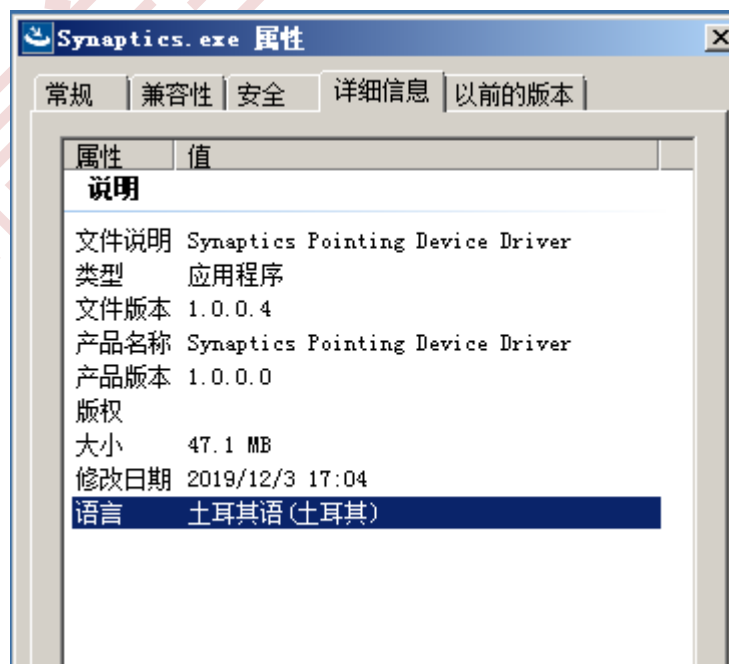 Synaptics.exe 属性
常规 兼容性 安全 详细信息 以前的版本
属性 值
说明
文件说明 Synaptics Pointing Device Driver
类型 应用程序
文件版本 1.0.0.4
产品名称 Synaptics Pointing Device Driver
产品版本 1.0.0.0
版权
大小 47.1 MB
修改日期 2019/12/3 17:04
语言 土耳其语(土耳其)